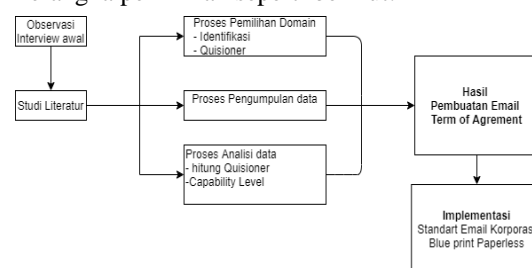 Observasi
Interview awal
Studi Literatur
Proses Pemilihan Domain
- Identifikasi
- Quisioner
Proses Pengumpulan data
Proses Analisi data
- hitung Quisioner
-Capability Level
Hasil
Pembuatan Email
Term of Agrement
Implementasi
Standart Email Korporas
Blue print Paperless